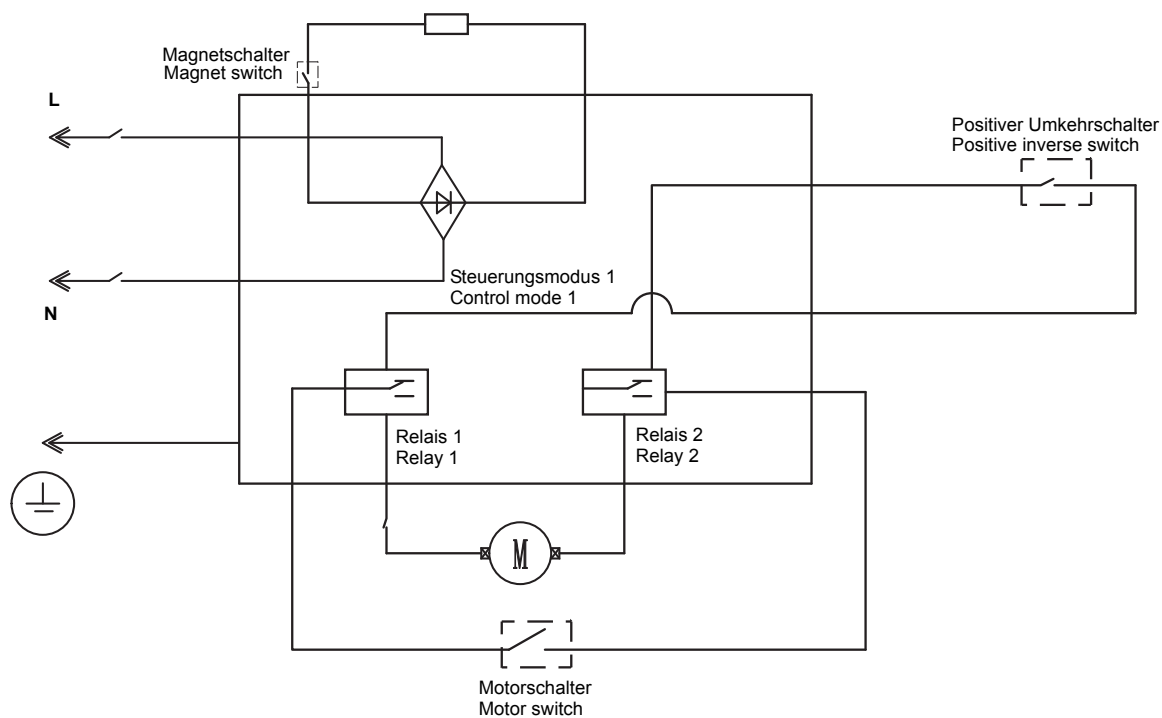 Magnetschalter
Magnet switch
L
Positiver Umkehrschalter
Positive inverse switch
Steuerungsmodus 1
Control mode 1
N
Relais 1
Relay 1
Relais 2
Relay 2
M
Motorschalter
Motor switch